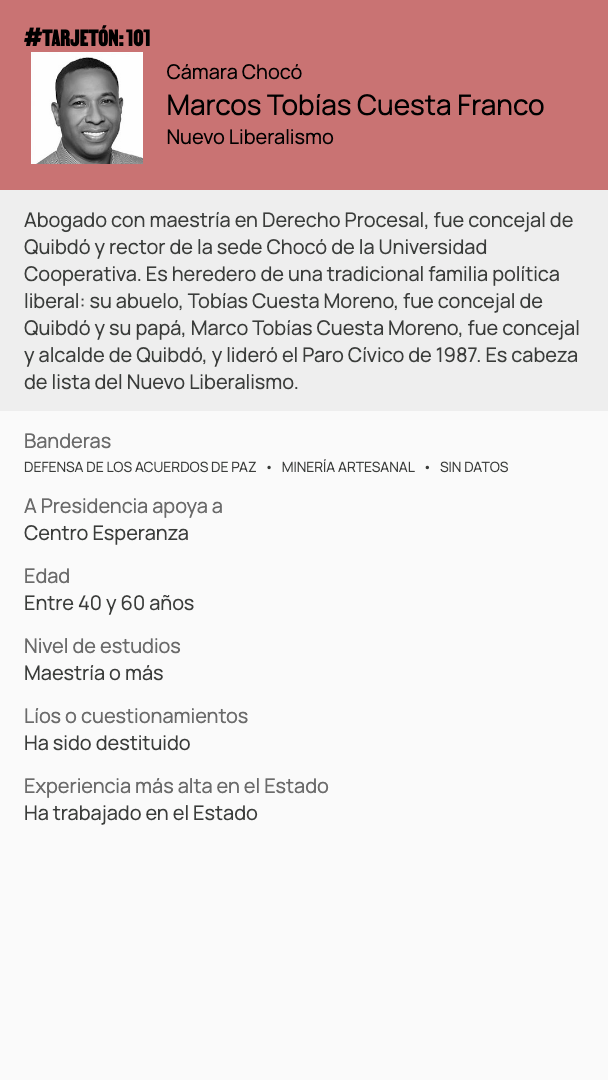 #TARJETÓN: 101
Cámara Chocó
Marcos Tobías Cuesta Franco
Nuevo Liberalismo
Abogado con maestría en Derecho Procesal, fue concejal de
Quibdó y rector de la sede Chocó de la Universidad
Cooperativa. Es heredero de una tradicional familia política
liberal: su abuelo, Tobías Cuesta Moreno, fue concejal de
Quibdó y su papá, Marco Tobías Cuesta Moreno, fue concejal
y alcalde de Quibdó, y lideró el Paro Cívico de 1987. Es cabeza
de lista del Nuevo Liberalismo.
Banderas
DEFENSA DE LOS ACUERDOS DE PAZ • MINERÍA ARTESANAL • SIN DATOS
A Presidencia apoya a
Centro Esperanza
Edad
Entre 40 y 60 años
Nivel de estudios
Maestría o más
Líos o cuestionamientos
Ha sido destituido
Experiencia más alta en el Estado
Ha trabajado en el Estado